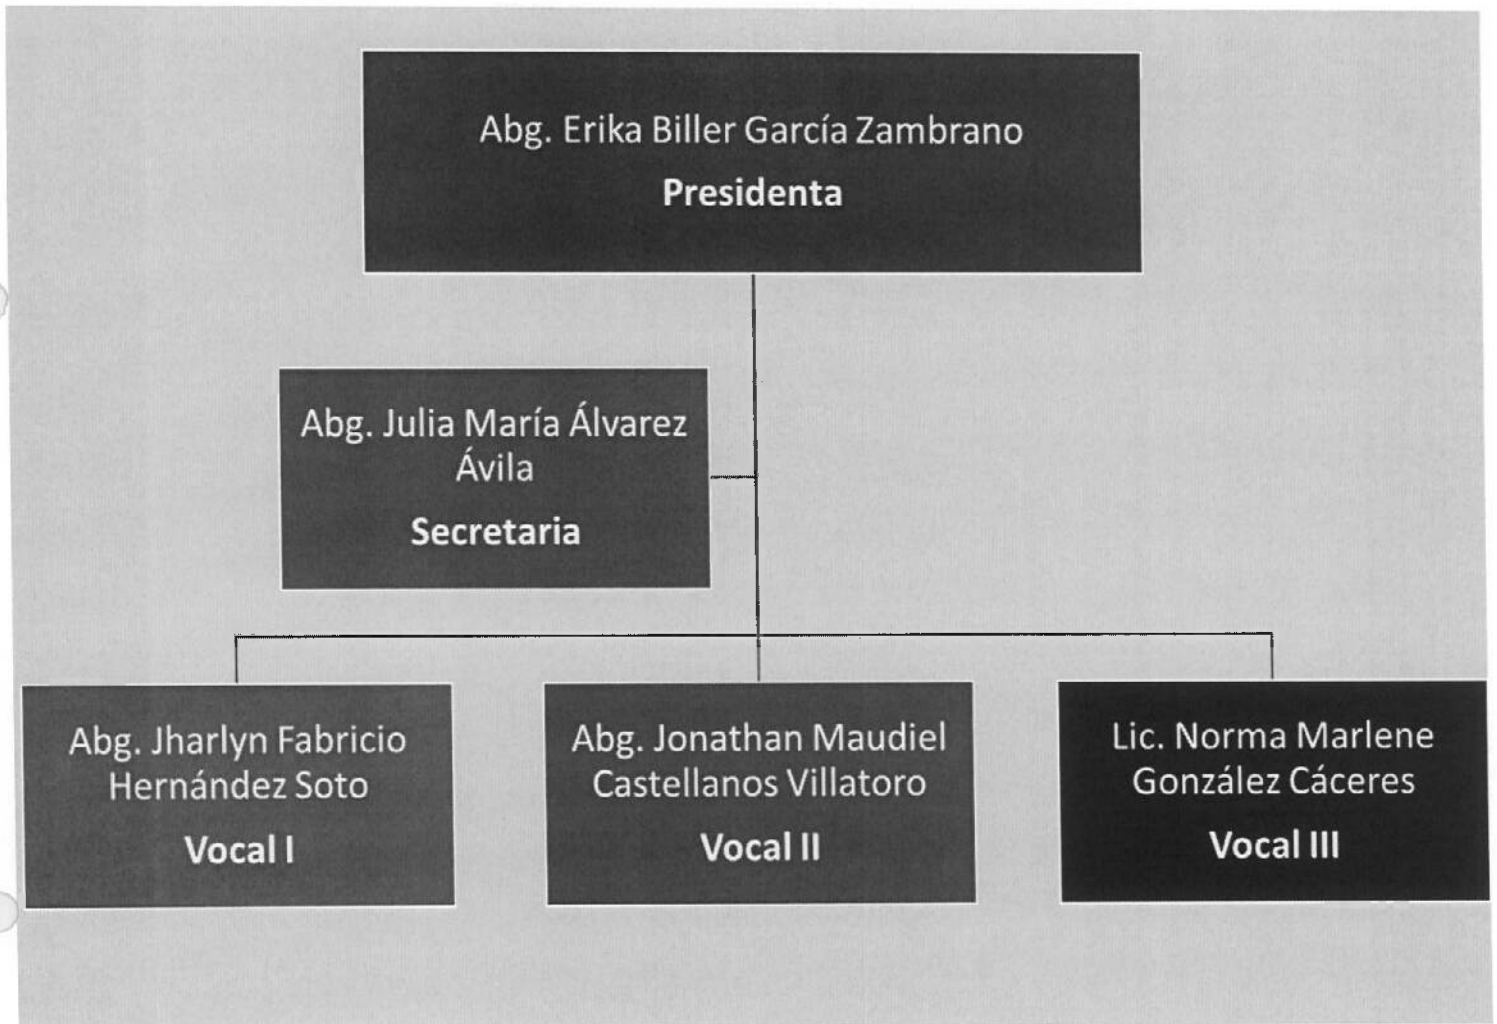 Abg. Erika Biller García Zambrano
Presidenta
Abg. Julia María Álvarez
Ávila
Secretaria
Abg. Jharlyn Fabricio
Hernández Soto
Vocal I
Abg. Jonathan Maudiel
Castellanos Villatoro
Vocal II
Lic. Norma Marlene
González Cáceres
Vocal III